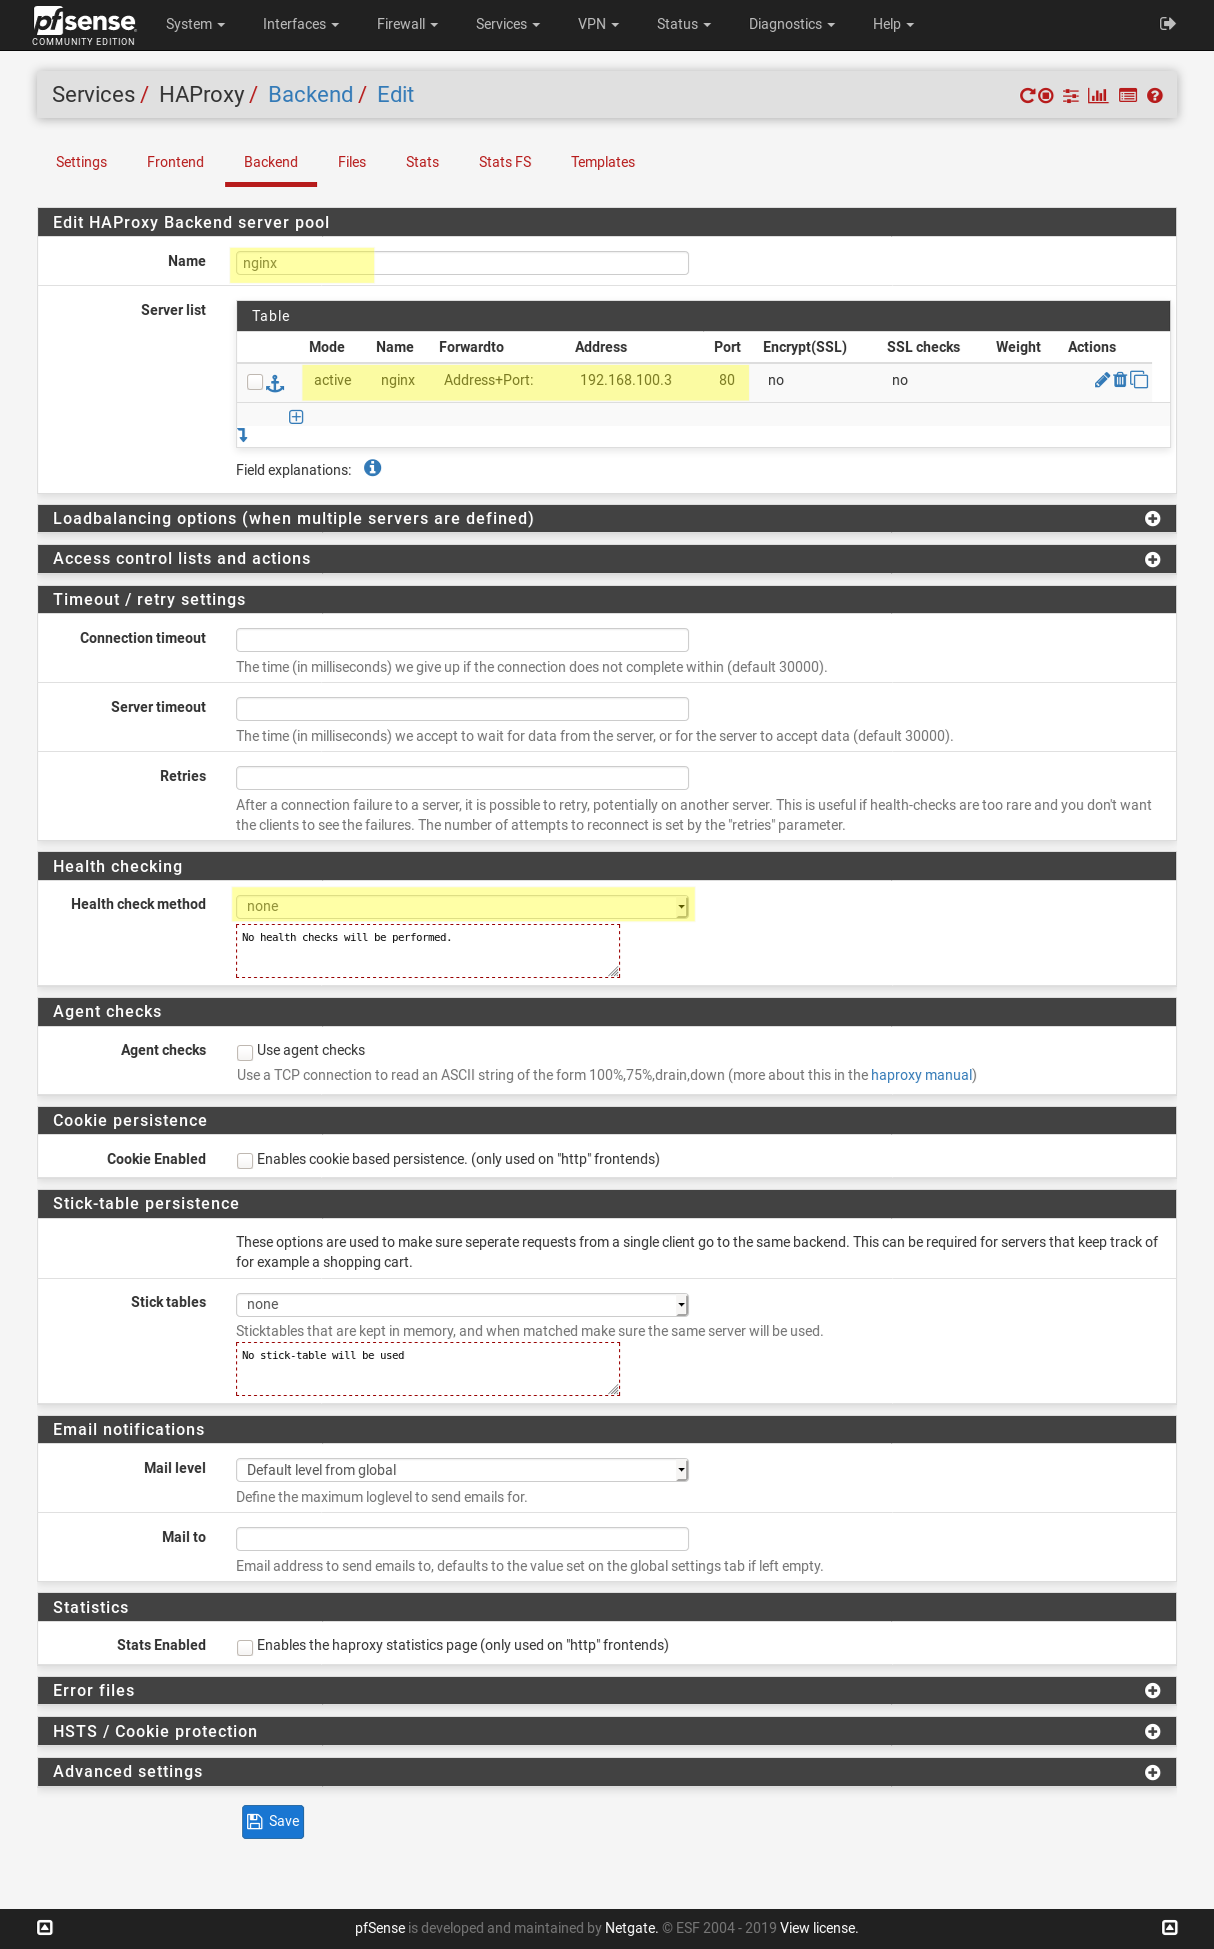 pfsense
COMMUNITY EDITION
System Interfaces Firewall Services VPN Status Diagnostics Help
Services / HAProxy / Backend / Edit
Settings Frontend Backend Files Stats Stats FS Templates
Edit HAProxy Backend server pool
Name nginx
Server list
Table
Mode Name Forwardto Address Port Encrypt(SSL) SSL checks Weight Actions
active nginx Address+Port: 192.168.100.3 80 no no
Field explanations:
Loadbalancing options (when multiple servers are defined)
Access control lists and actions
Timeout / retry settings
Connection timeout
The time (in milliseconds) we give up if the connection does not complete within (default 30000).
Server timeout
The time (in milliseconds) we accept to wait for data from the server, or for the server to accept data (default 30000).
Retries
After a connection failure to a server, it is possible to retry, potentially on another server. This is useful if health-checks are too rare and you don't want
the clients to see the failures. The number of attempts to reconnect is set by the "retries" parameter.
Health checking
Health check method none
No health checks will be performed.
Agent checks
Agent checks Use agent checks
Use a TCP connection to read an ASCII string of the form 100%,75%,drain,down (more about this in the haproxy manual)
Cookie persistence
Cookie Enabled Enables cookie based persistence. (only used on "http" frontends)
Stick-table persistence
These options are used to make sure seperate requests from a single client go to the same backend. This can be required for servers that keep track of
for example a shopping cart.
Stick tables none
Sticktables that are kept in memory, and when matched make sure the same server will be used.
No stick-table will be used
Email notifications
Mail level Default level from global
Define the maximum loglevel to send emails for.
Mail to
Email address to send emails to, defaults to the value set on the global settings tab if left empty.
Statistics
Stats Enabled Enables the haproxy statistics page (only used on "http" frontends)
Error files
HSTS / Cookie protection
Advanced settings
Save
pfSense is developed and maintained by Netgate. © ESF 2004 - 2019 View license.